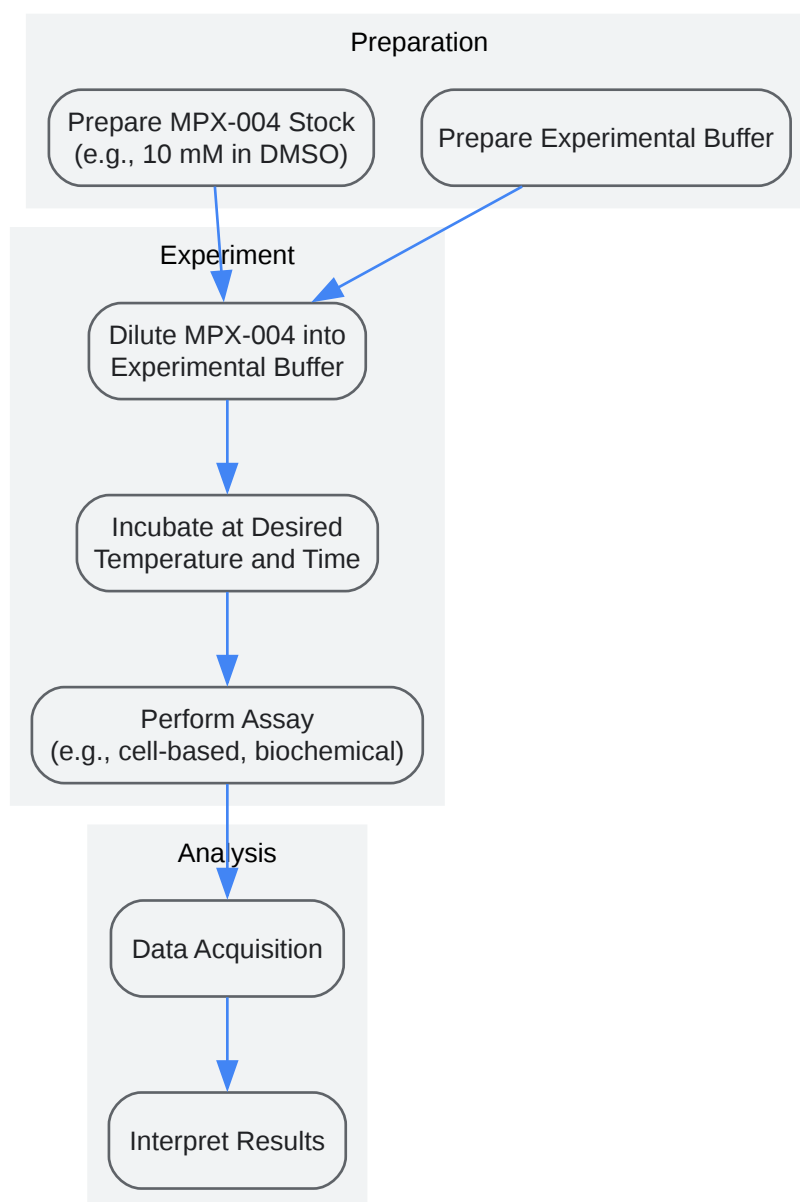 Preparation
Prepare MPX-004 Stock
(e.g., 10 mM in DMSO)
Prepare Experimental Buffer
Experiment
Dilute MPX-004 into
Experimental Buffer
Incubate at Desired
Temperature and Time
Perform Assay
(e.g., cell-based, biochemical)
Analysis
Data Acquisition
Interpret Results